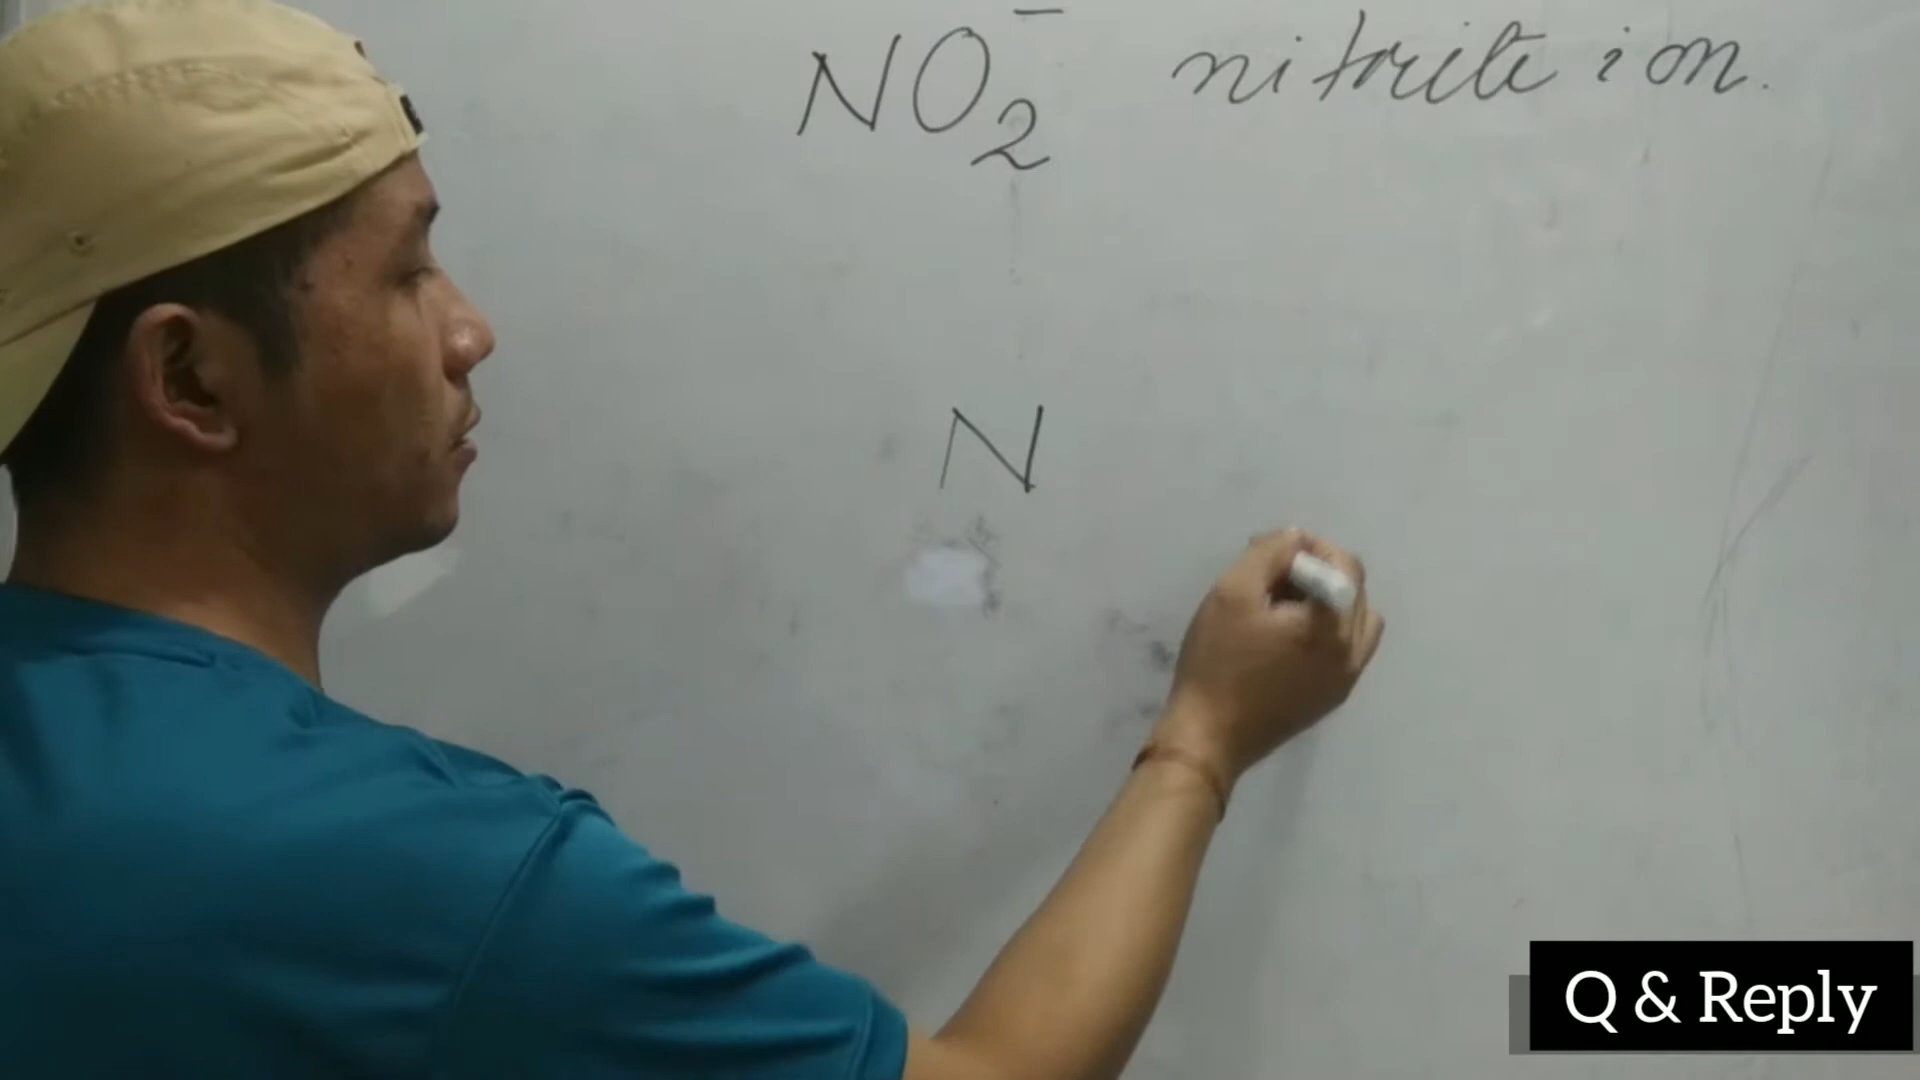 NO₂⁻ nitrite ion.
N
Q & Reply